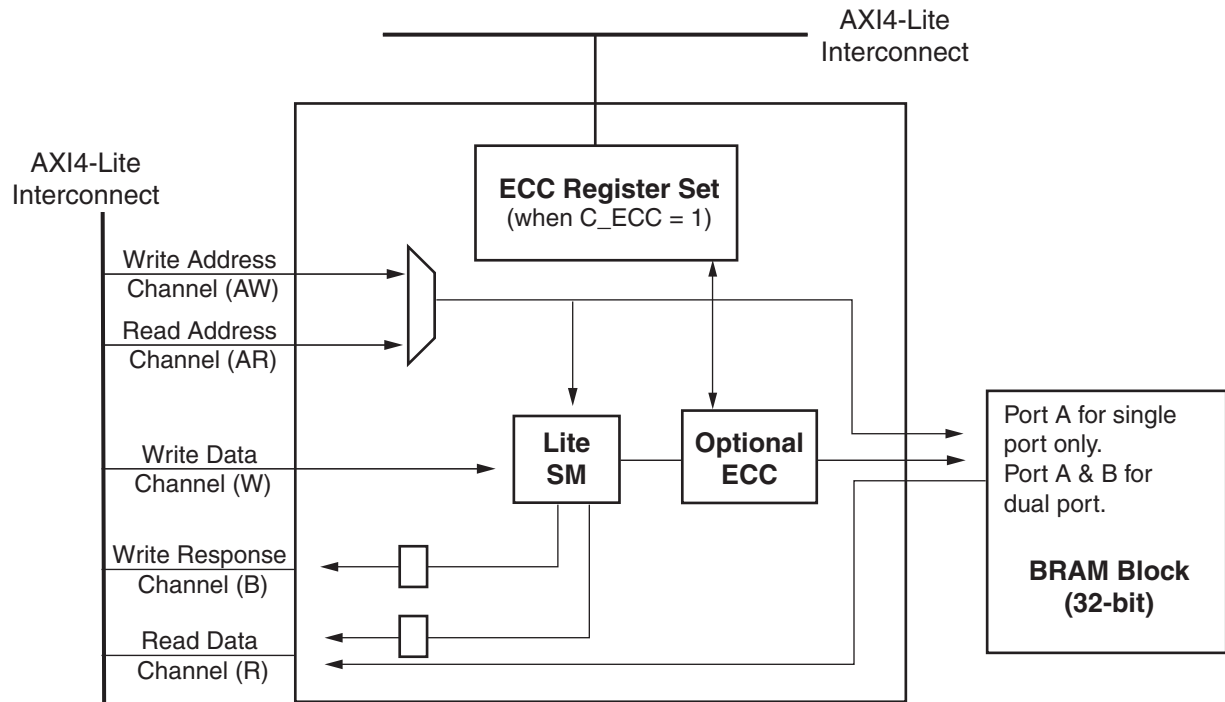 AXI4-Lite
Interconnect
AXI4-Lite
Interconnect
ECC Register Set
(when C_ECC = 1)
Write Address
Channel (AW)
Read Address
Channel (AR)
Write Data
Channel (W)
Write Response
Channel (B)
Read Data
Channel (R)
Lite
SM
Optional
ECC
Port A for single
port only.
Port A & B for
dual port.
BRAM Block
(32-bit)